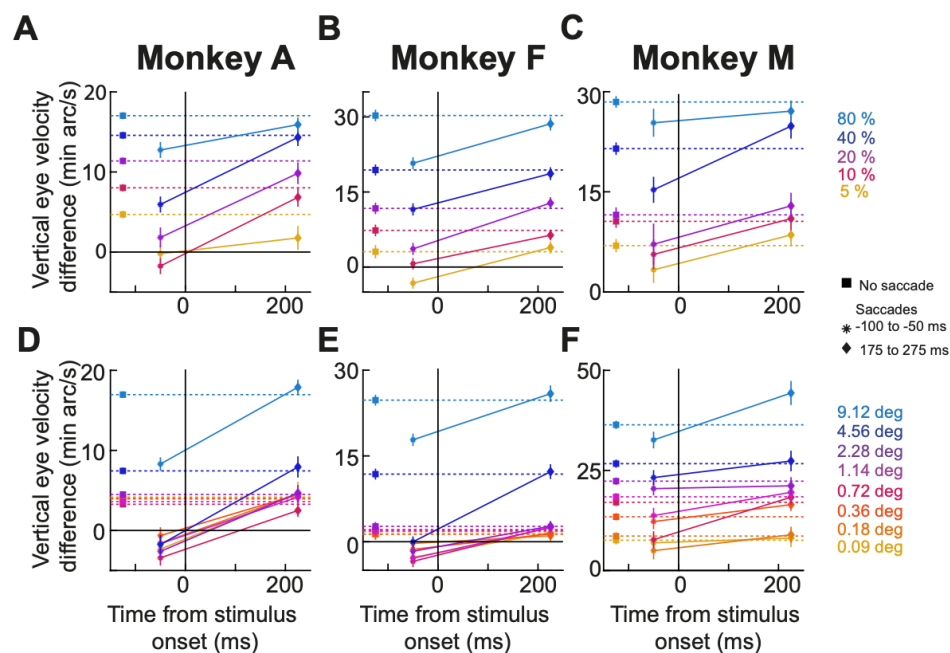 A
Monkey A
B
Monkey F
C
Monkey M
Vertical eye velocity
difference (min arc/s)
20
10
0
0 200
30
15
0
0 200
30
15
0
0 200
80 %
40 %
20 %
10 %
5 %
No saccade
Saccades
-100 to -50 ms
175 to 275 ms
D
E
F
Vertical eye velocity
difference (min arc/s)
20
10
0
0 200
30
15
0
0 200
50
25
0
0 200
9.12 deg
4.56 deg
2.28 deg
1.14 deg
0.72 deg
0.36 deg
0.18 deg
0.09 deg
Time from stimulus
onset (ms)
Time from stimulus
onset (ms)
Time from stimulus
onset (ms)